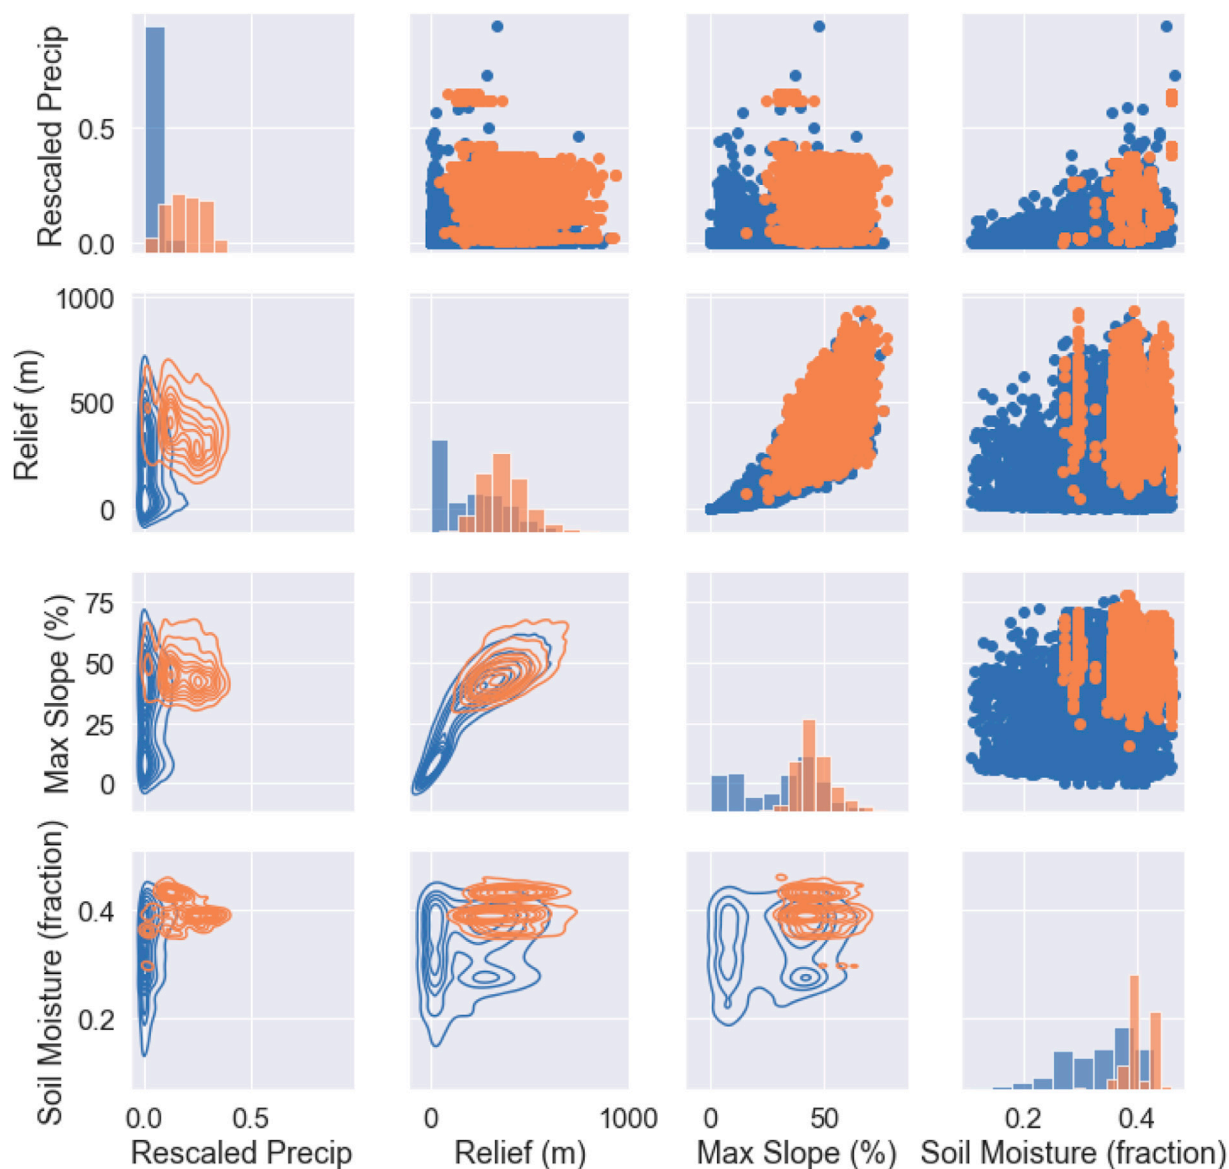 Rescaled Precip
0.5
0.0
Relief (m)
1000
500
0
Max Slope (%)
75
50
25
0
Soil Moisture (fraction)
0.4
0.2
0.0 0.5 0 1000 0 50 0.2 0.4
Rescaled Precip Relief (m) Max Slope (%) Soil Moisture (fraction)